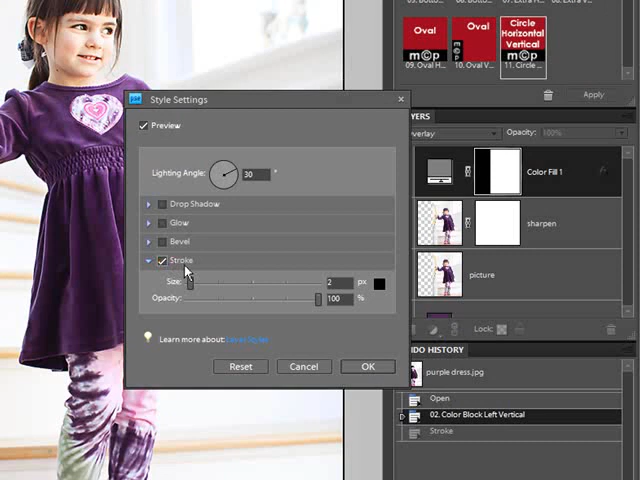 Oval
Oval
Circle
Horizontal
Vertical
m©p
m©p
m©p
09. Oval H...
10. Oval V...
11. Circle ...
Apply
Style Settings
Preview
Lighting Angle:
30
°
Drop Shadow
Glow
Bevel
Stroke
Size:
2
px
Opacity:
100
%
Learn more about:
Layer Styles
Reset
Cancel
OK
YERS
verlay
Opacity:
100%
Color Fill 1
fx
sharpen
picture
Lock:
DO HISTORY
purple dress.jpg
Open
02. Color Block Left Vertical
Stroke